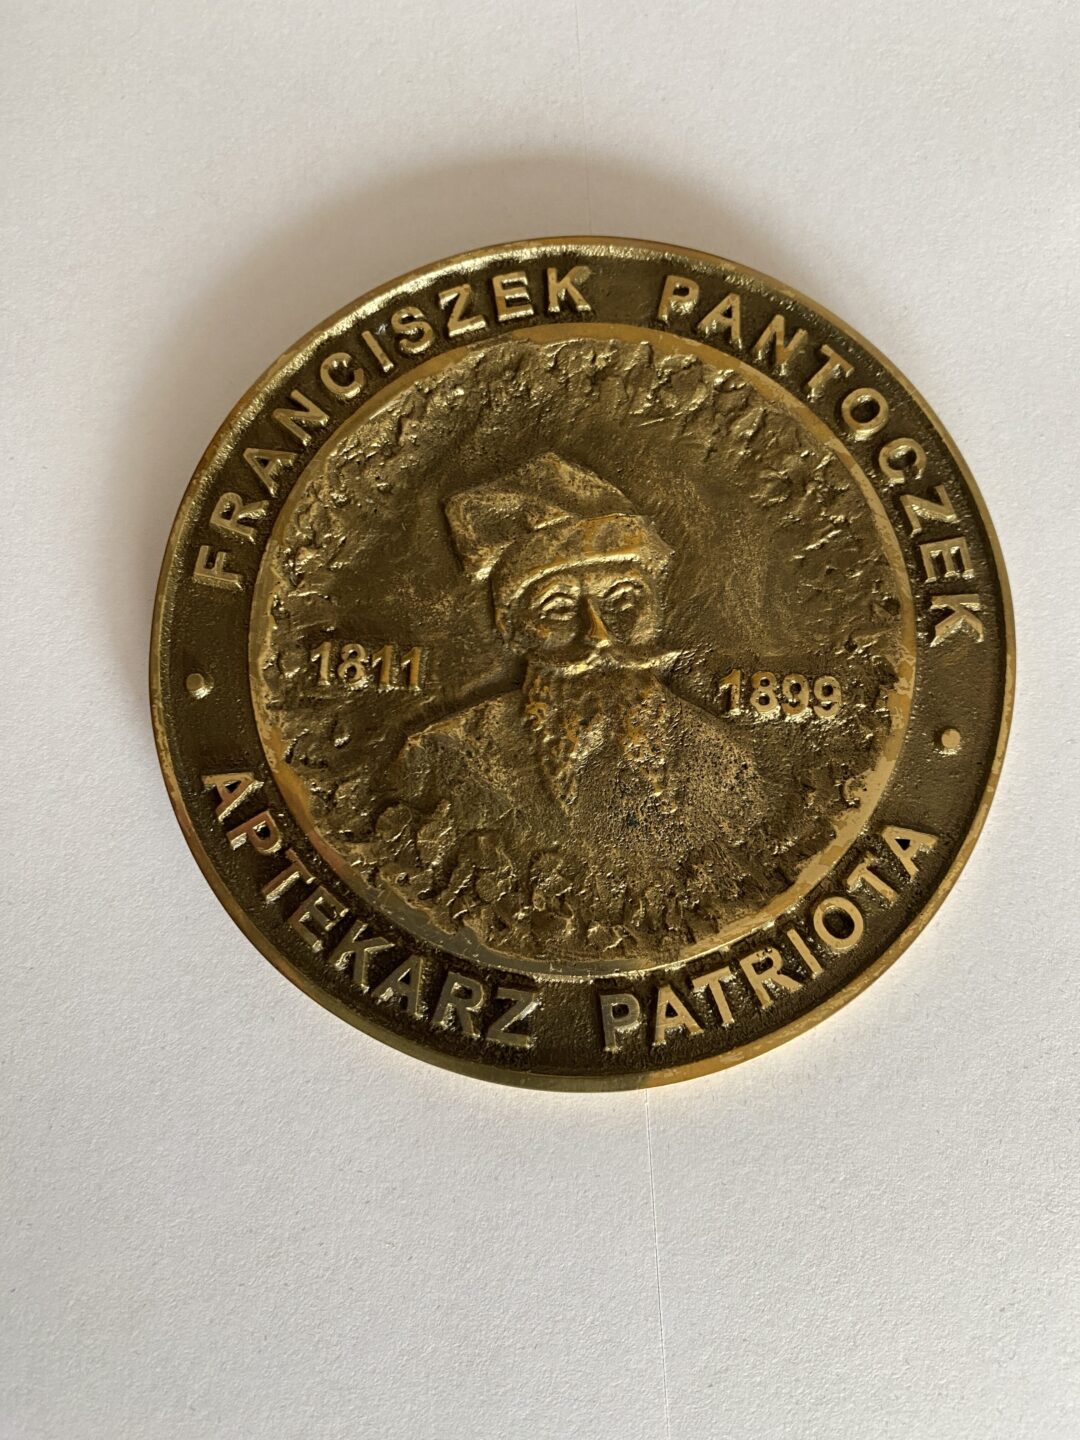 FRANCISZEK PANTOCZEK
1811 1899
APTEKARZ PATRIOTA